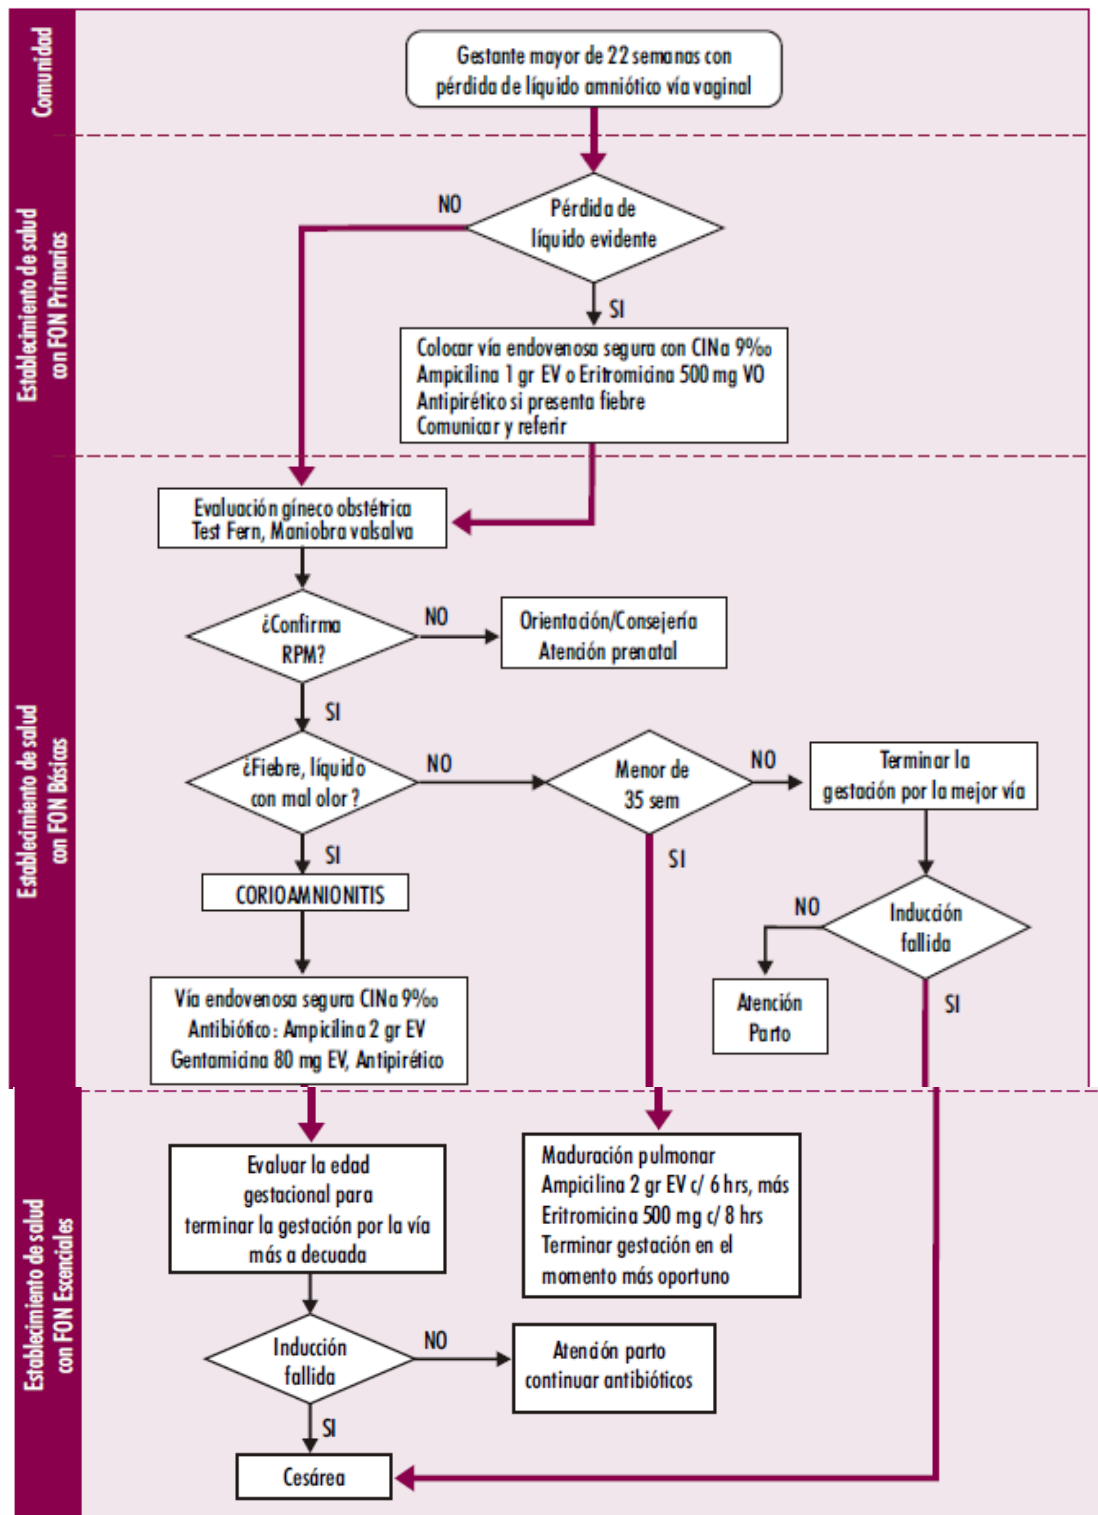 Comunidad
Gestante mayor de 22 semanas con
pérdida de líquido amniótico vía vaginal
Establecimiento de salud
con FON Primarias
Pérdida de
líquido evidente
NO
SI
Colocar vía endovenosa segura con ClNa 9‰
Ampicilina 1 gr EV o Eritromicina 500 mg VO
Antipirético si presenta fiebre
Comunicar y referir
Establecimiento de salud
con FON Básicas
Evaluación gíneco obstétrica
Test Fern, Maniobra valsalva
¿Confirma
RPM?
NO
Orientación/Consejería
Atención prenatal
SI
¿Fiebre, líquido
con mal olor?
NO
Menor de
35 sem
NO
Terminar la
gestación por la mejor vía
SI
SI
CORIOAMNIONITIS
Inducción
fallida
NO
Atención
Parto
SI
Vía endovenosa segura ClNa 9‰
Antibiótico: Ampicilina 2 gr EV
Gentamicina 80 mg EV, Antipirético
Establecimiento de salud
con FON Escenciales
Evaluar la edad
gestacional para
terminar la gestación por la vía
más a decuada
Maduración pulmonar
Ampicilina 2 gr EV c/ 6 hrs, más
Eritromicina 500 mg c/ 8 hrs
Terminar gestación en el
momento más oportuno
Inducción
fallida
NO
Atención parto
continuar antibióticos
SI
Cesárea